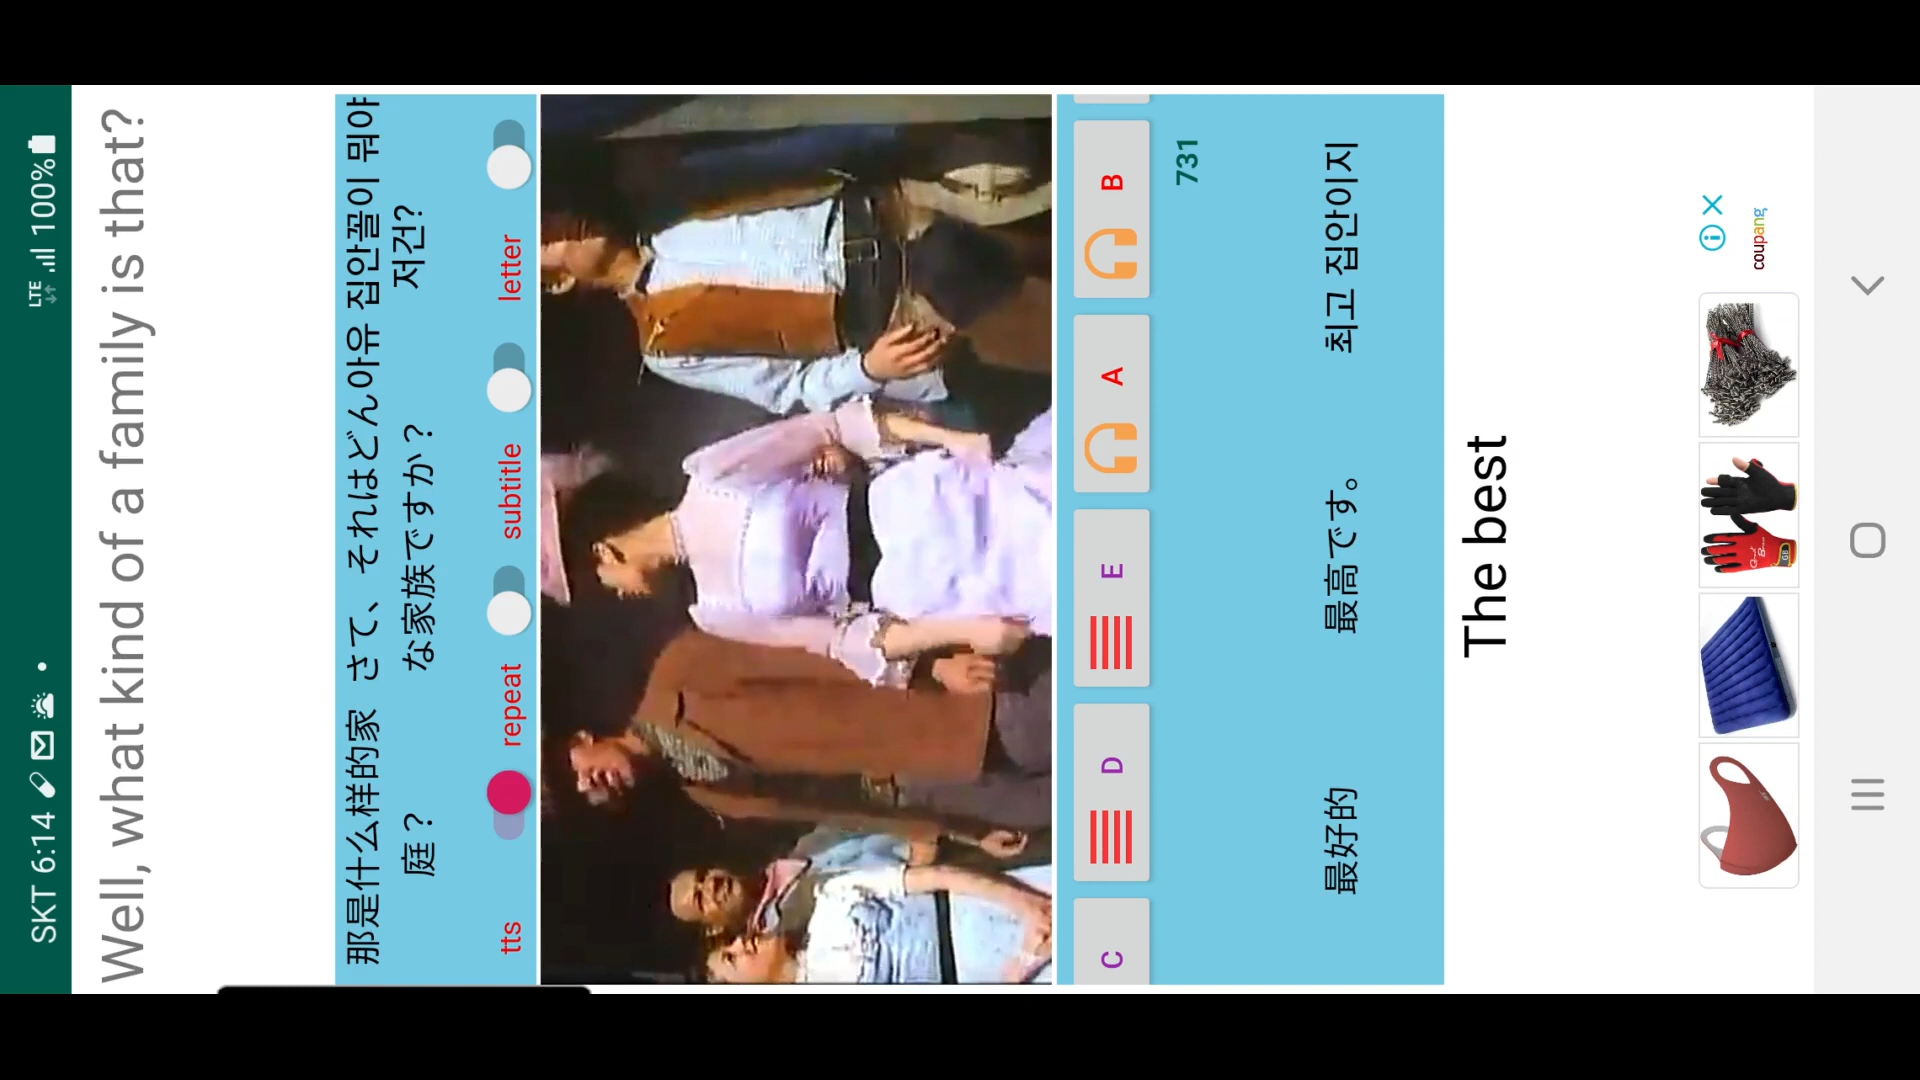 SKT 6:14
LTE 100%
Well, what kind of a family is that?
那是什么样的家
庭？
さて、それはどん
な家族ですか？
아유 집안꼴이 뭐야
저건?
tts
repeat
subtitle
letter
C
D
E
A
B
731
最好的
最高です。
최고 집안이지
The best
coupang